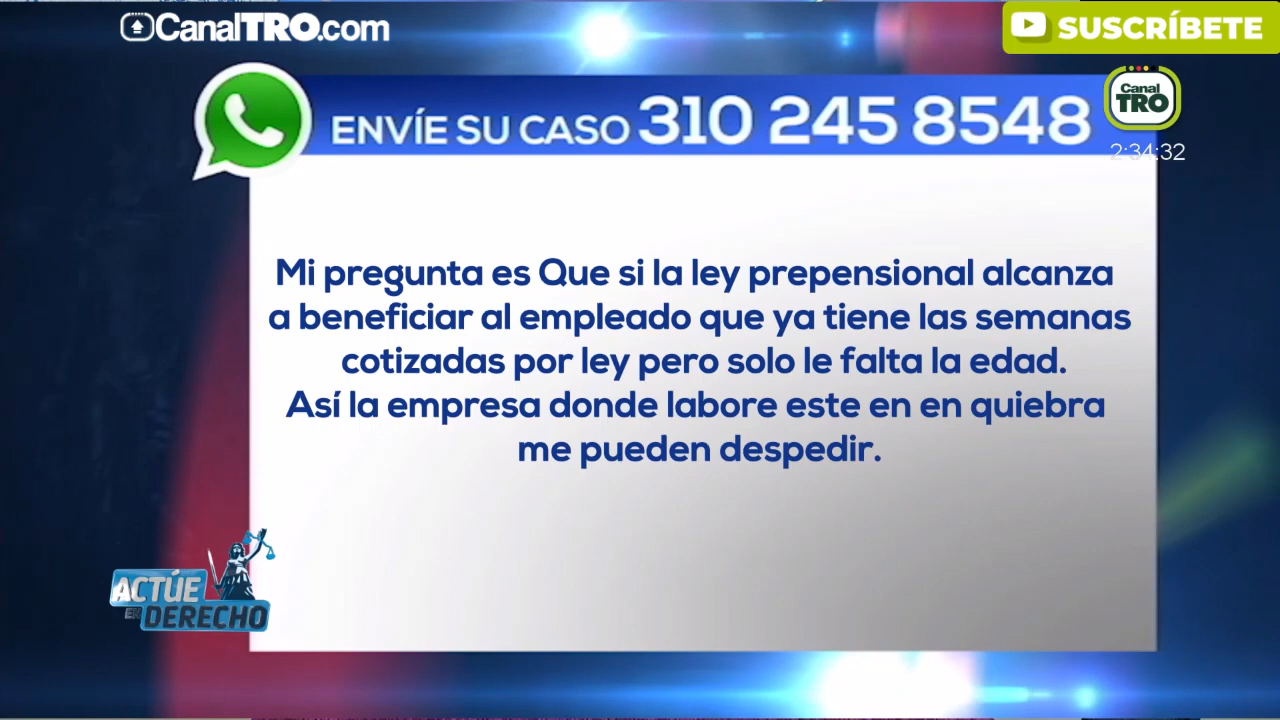 CanalTRO.com
SUSCRÍBETE
ENVÍE SU CASO 310 245 8548
Canal
TRO
2:34:32
Mi pregunta es Que si la ley prepensional alcanza
a beneficiar al empleado que ya tiene las semanas
cotizadas por ley pero solo le falta la edad.
Así la empresa donde labore este en en quiebra
me pueden despedir.
ACTÚE
EN DERECHO